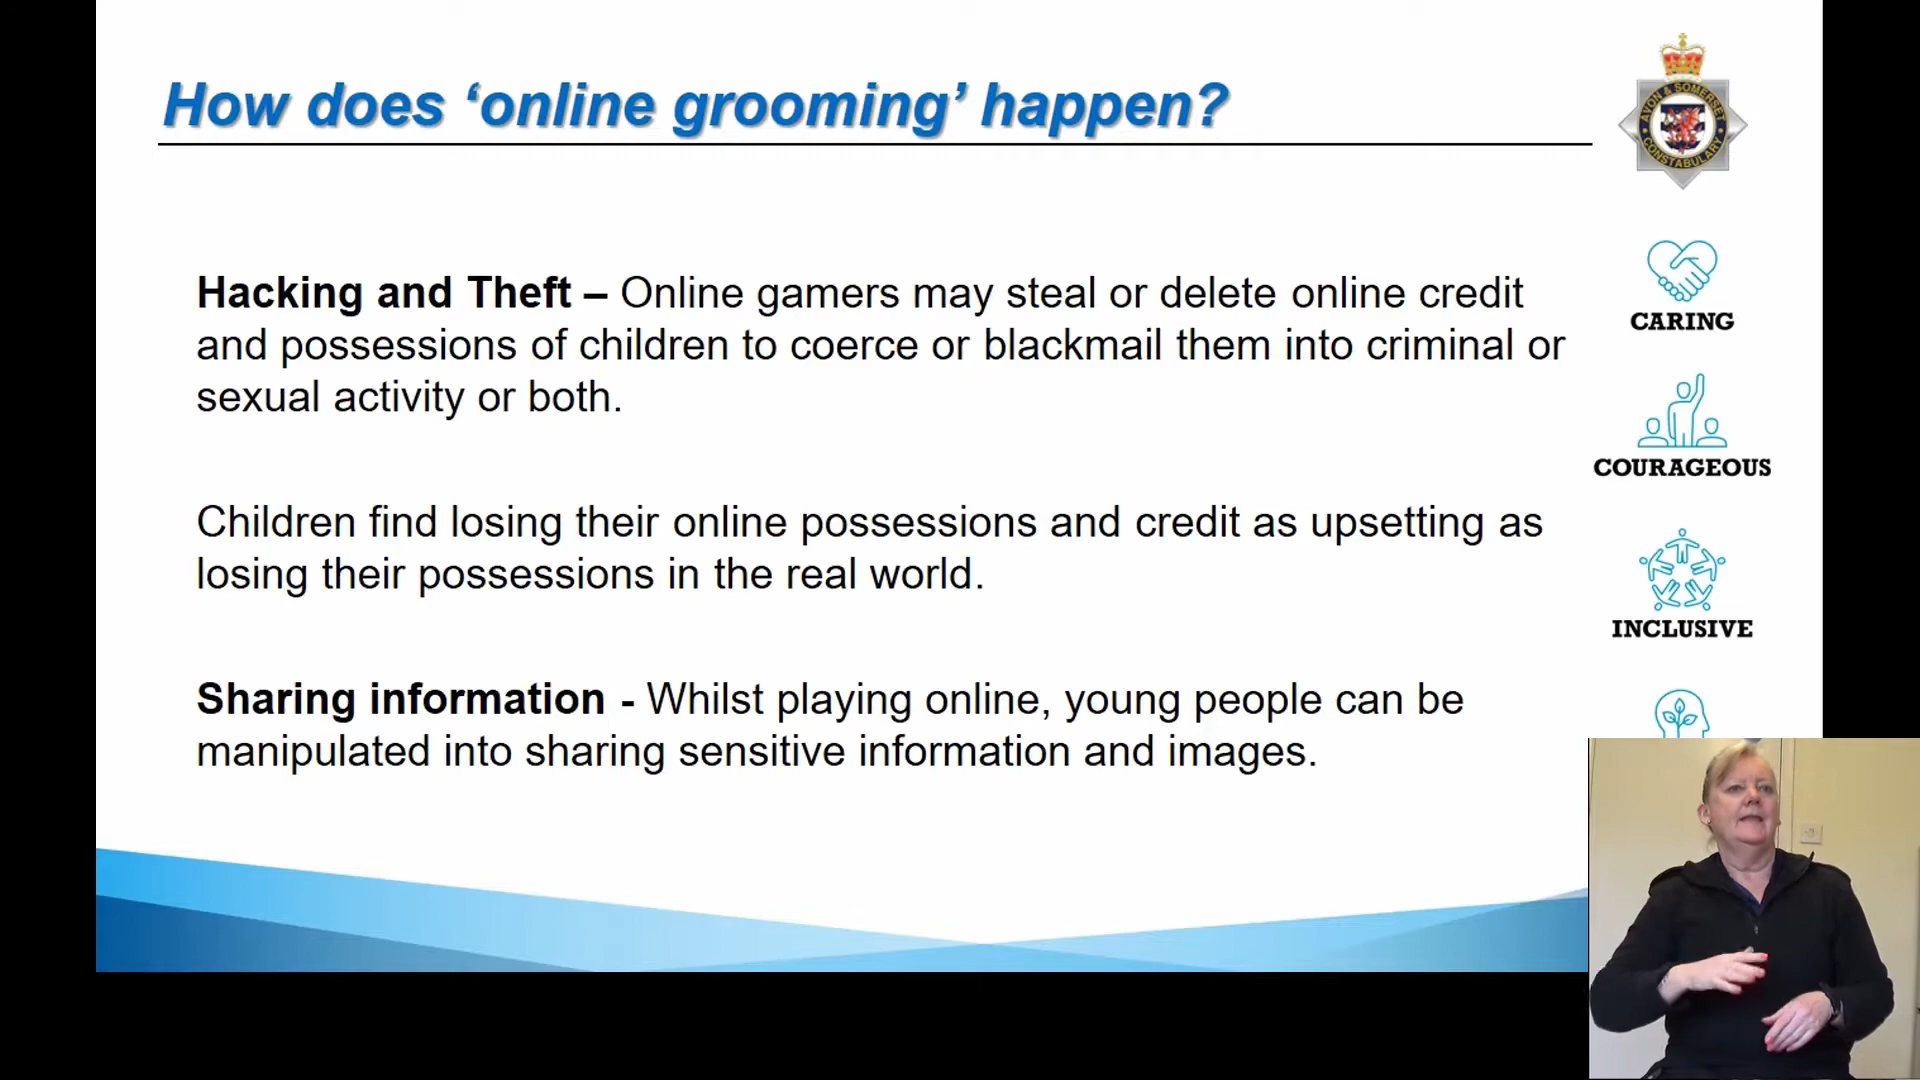 How does ‘online grooming’ happen?
AVON & SOMERSET
CONSTABULARY
Hacking and Theft – Online gamers may steal or delete online credit
and possessions of children to coerce or blackmail them into criminal or
sexual activity or both.
Children find losing their online possessions and credit as upsetting as
losing their possessions in the real world.
Sharing information - Whilst playing online, young people can be
manipulated into sharing sensitive information and images.
CARING
COURAGEOUS
INCLUSIVE